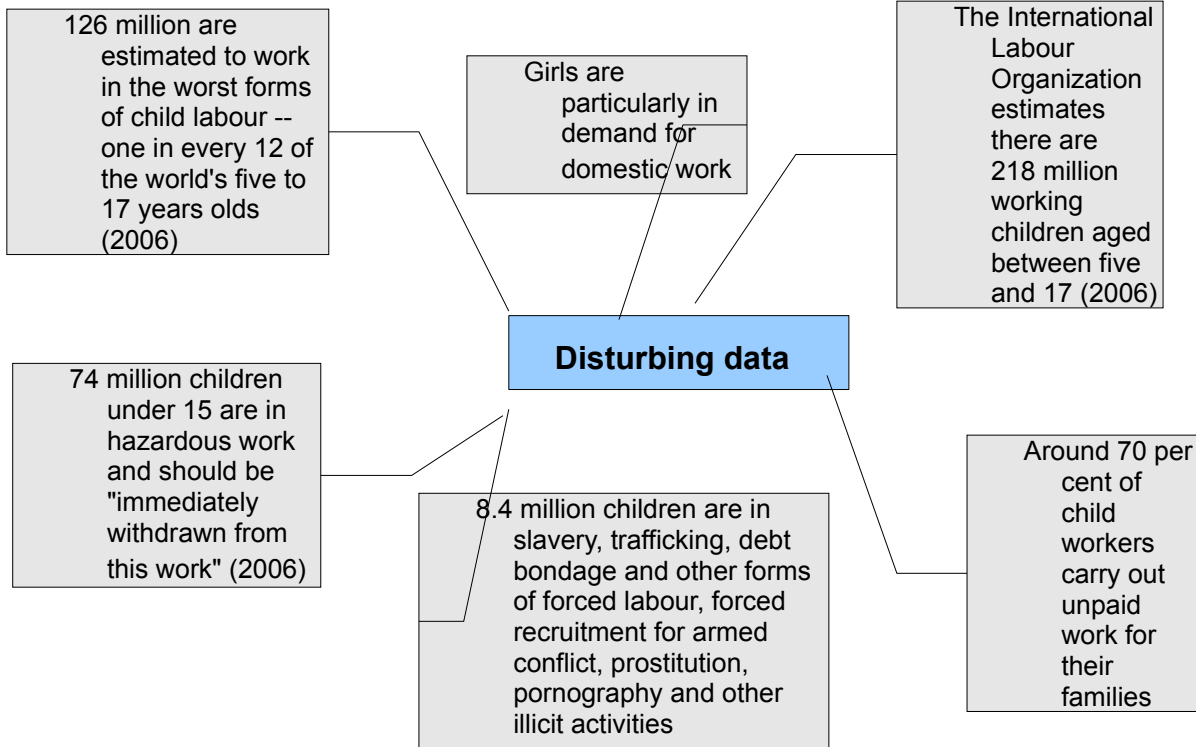 126 million are
estimated to work
in the worst forms
of child labour --
one in every 12 of
the world's five to
17 years olds
(2006)
Girls are
particularly in
demand for
domestic work
The International
Labour
Organization
estimates
there are
218 million
working
children aged
between five
and 17 (2006)
Disturbing data
74 million children
under 15 are in
hazardous work
and should be
"immediately
withdrawn from
this work" (2006)
8.4 million children are in
slavery, trafficking, debt
bondage and other forms
of forced labour, forced
recruitment for armed
conflict, prostitution,
pornography and other
illicit activities
Around 70 per
cent of
child
workers
carry out
unpaid
work for
their
families